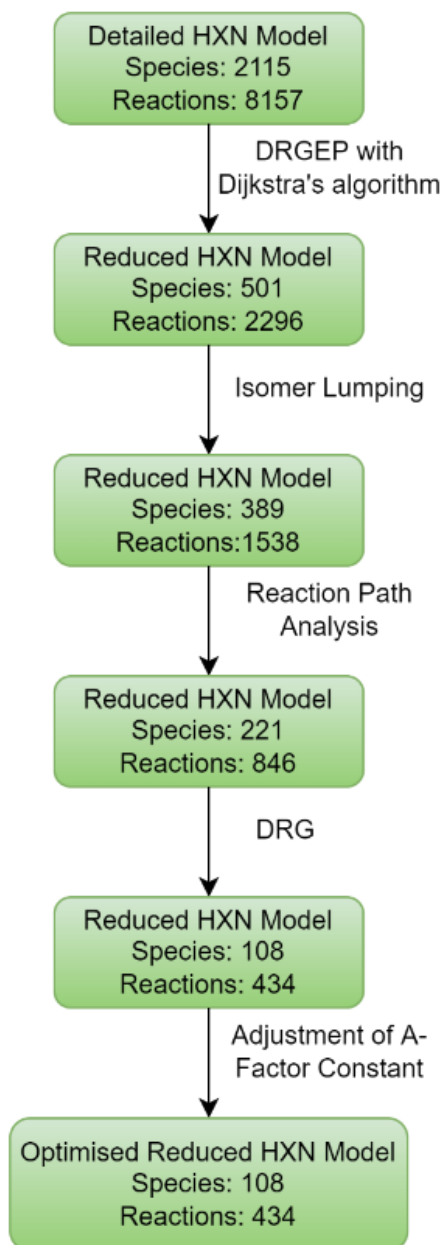 Detailed HXN Model
Species: 2115
Reactions: 8157
DRGEP with
Dijkstra's algorithm
Reduced HXN Model
Species: 501
Reactions: 2296
Isomer Lumping
Reduced HXN Model
Species: 389
Reactions:1538
Reaction Path
Analysis
Reduced HXN Model
Species: 221
Reactions: 846
DRG
Reduced HXN Model
Species: 108
Reactions: 434
Adjustment of A-
Factor Constant
Optimised Reduced HXN Model
Species: 108
Reactions: 434